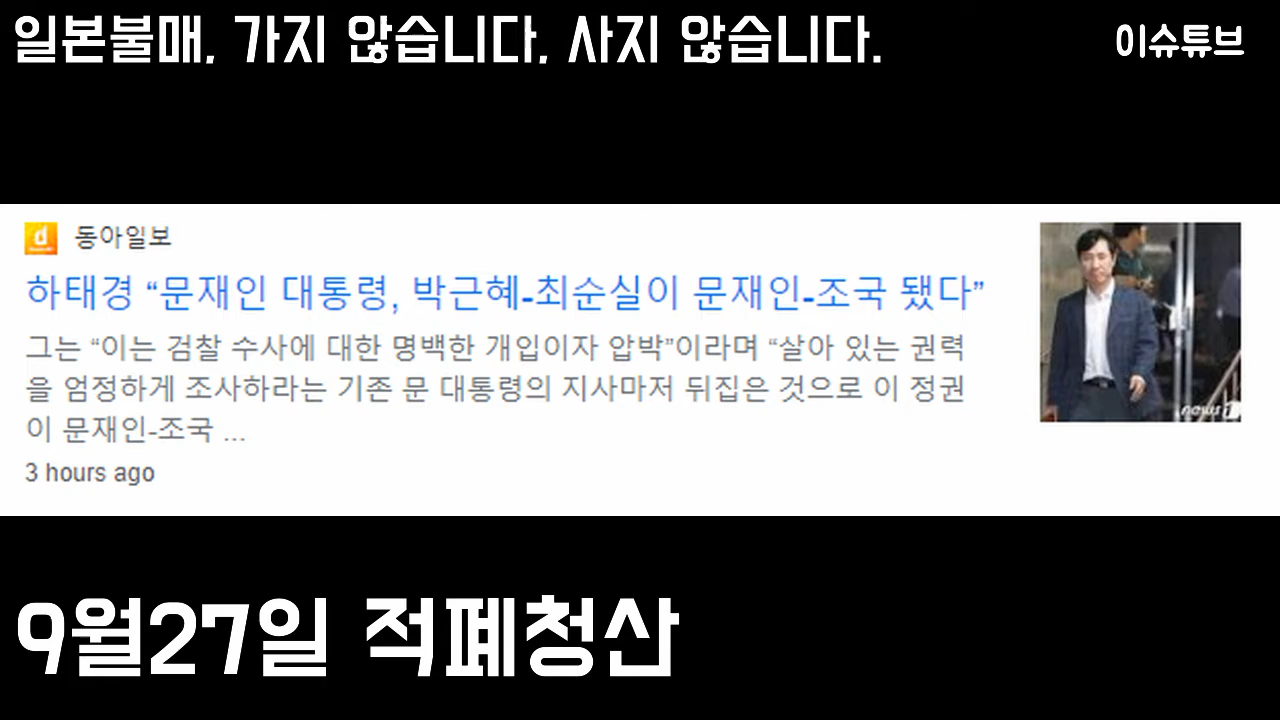 일본불매, 가지 않습니다, 사지 않습니다.
이슈튜브
동아일보
하태경 “문재인 대통령, 박근혜-최순실이 문재인-조국 됐다”
그는 “이는 검찰 수사에 대한 명백한 개입이자 압박”이라며 “살아 있는 권력
을 엄정하게 조사하라는 기존 문 대통령의 지사마저 뒤집은 것으로 이 정권
이 문재인-조국 ...
3 hours ago
news1
9월27일 적폐청산